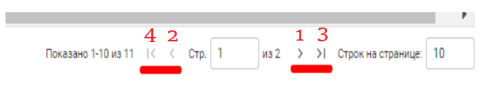 4 2 1 3
Показано 1-10 из 11 |< < Стр. 1 из 2 > >| Строк на странице: 10